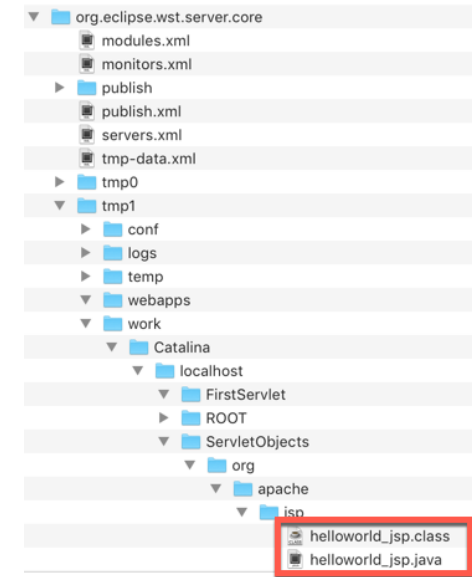 org.eclipse.wst.server.core
modules.xml
monitors.xml
publish
publish.xml
servers.xml
tmp-data.xml
tmp0
tmp1
conf
logs
temp
webapps
work
Catalina
localhost
FirstServlet
ROOT
ServletObjects
org
apache
jsp
helloworld_jsp.class
helloworld_jsp.java